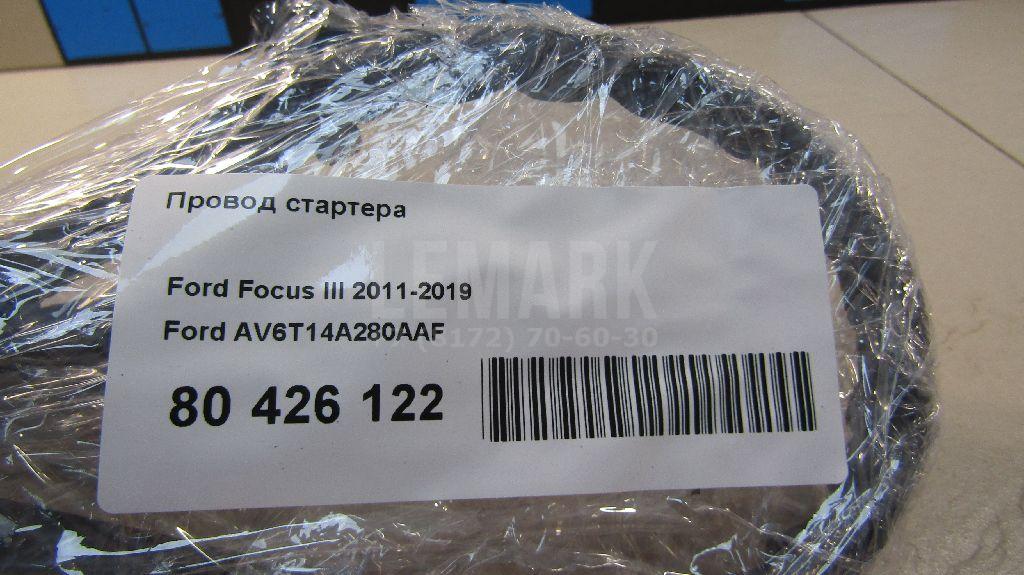 Провод стартера
LEMARK
Ford Focus III 2011-2019
Ford AV6T14A280AAF
(8172) 70-60-30
80 426 122